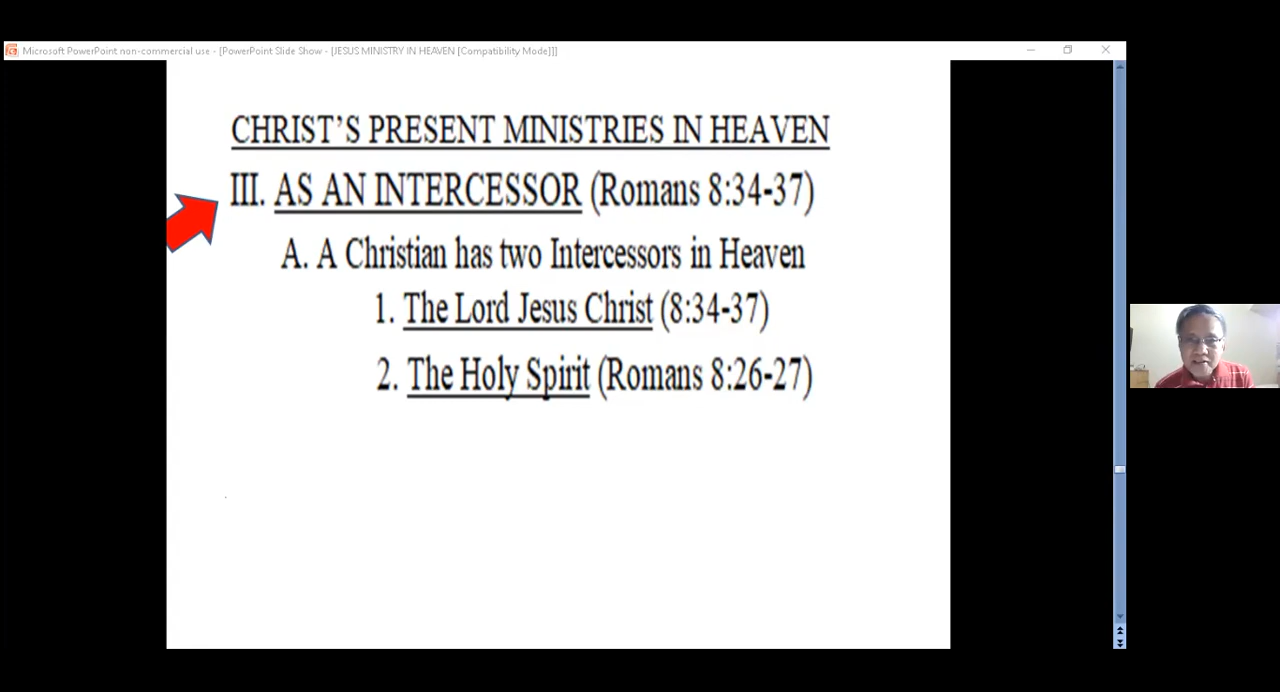 Microsoft PowerPoint non-commercial use - [PowerPoint Slide Show - [JESUS MINISTRY IN HEAVEN [Compatibility Mode]]]
CHRIST'S PRESENT MINISTRIES IN HEAVEN
III. AS AN INTERCESSOR (Romans 8:34-37)
A. A Christian has two Intercessors in Heaven
1. The Lord Jesus Christ (8:34-37)
2. The Holy Spirit (Romans 8:26-27)